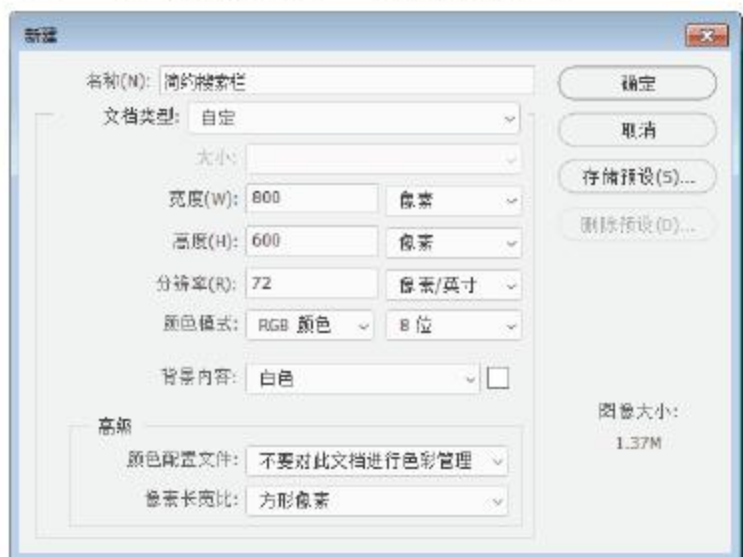 新建
名称(N): 简约搜索栏
确定
文档类型: 自定
取消
大小:
存储预设(S)...
宽度(W): 800 像素
删除预设(D)...
高度(H): 600 像素
分辨率(R): 72 像素/英寸
颜色模式: RGB 颜色 8 位
背景内容: 白色
图像大小:
1.37M
高级
颜色配置文件: 不要对此文档进行色彩管理
像素长宽比: 方形像素